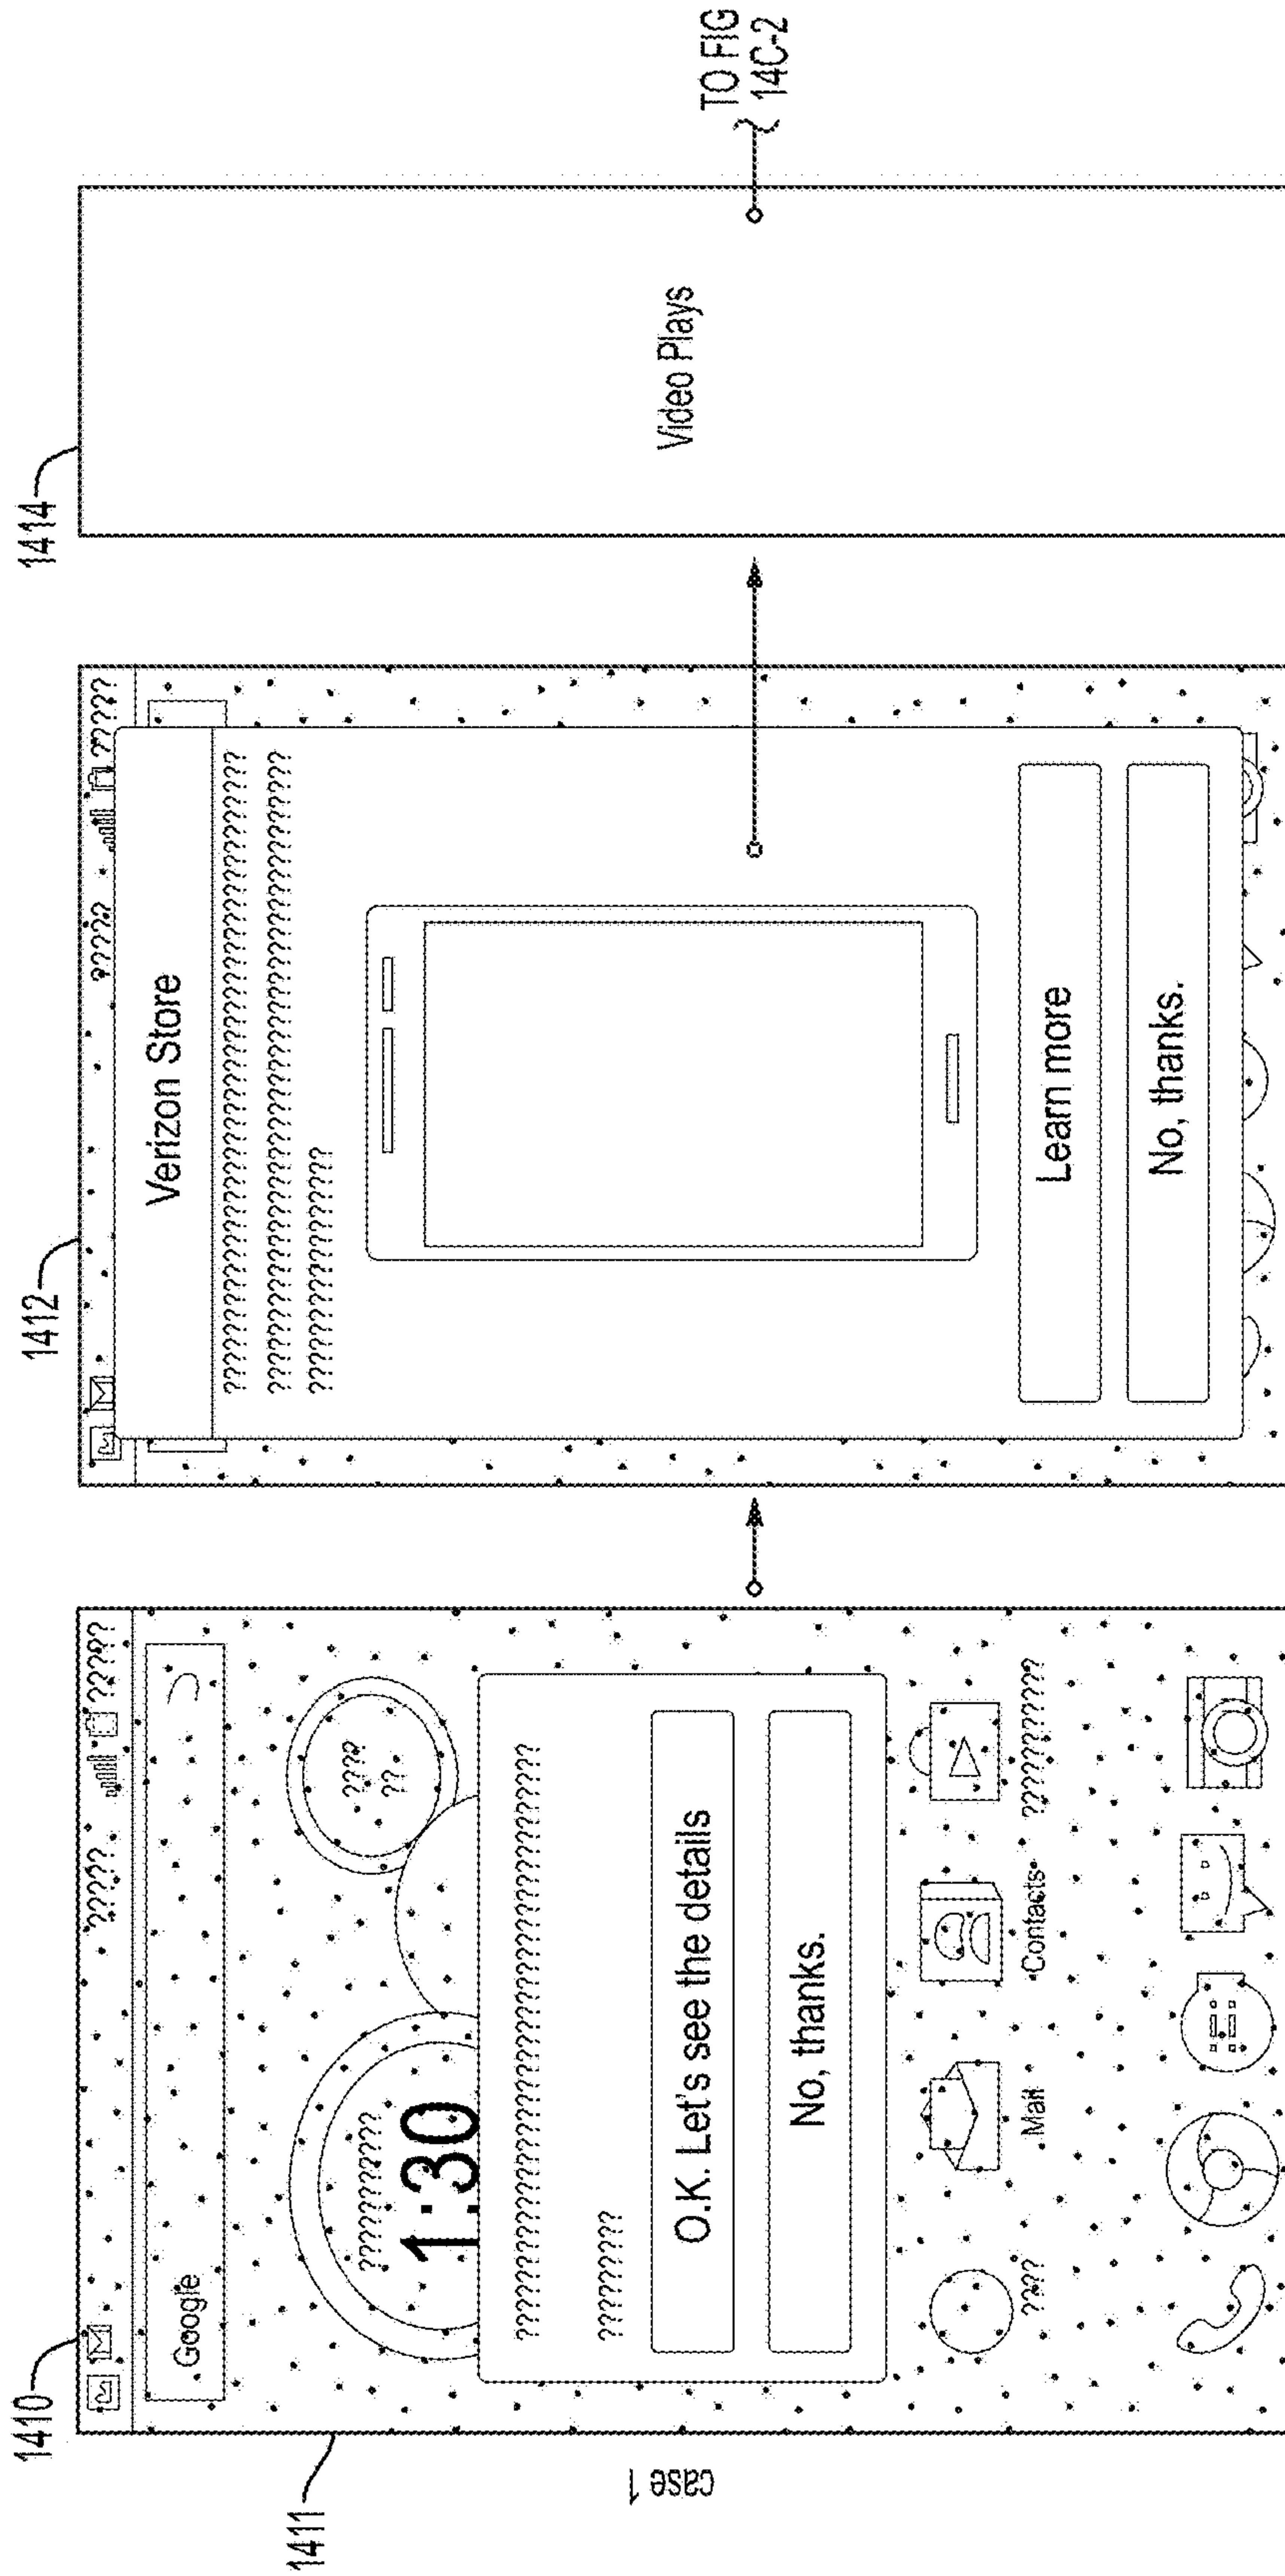 1410
1411
case 1
????? ?????
Google
????
???
??????????
1:30
??????????????????????????????????????
?????????
O.K. Let's see the details
No, thanks.
???? Mail Contacts ??????????
1412
????? ?????
Verizon Store
?????????????????????????????????????????
?????????????????????????????????????????
????????????????
Learn more
No, thanks.
1414
Video Plays
TO FIG
14C-2